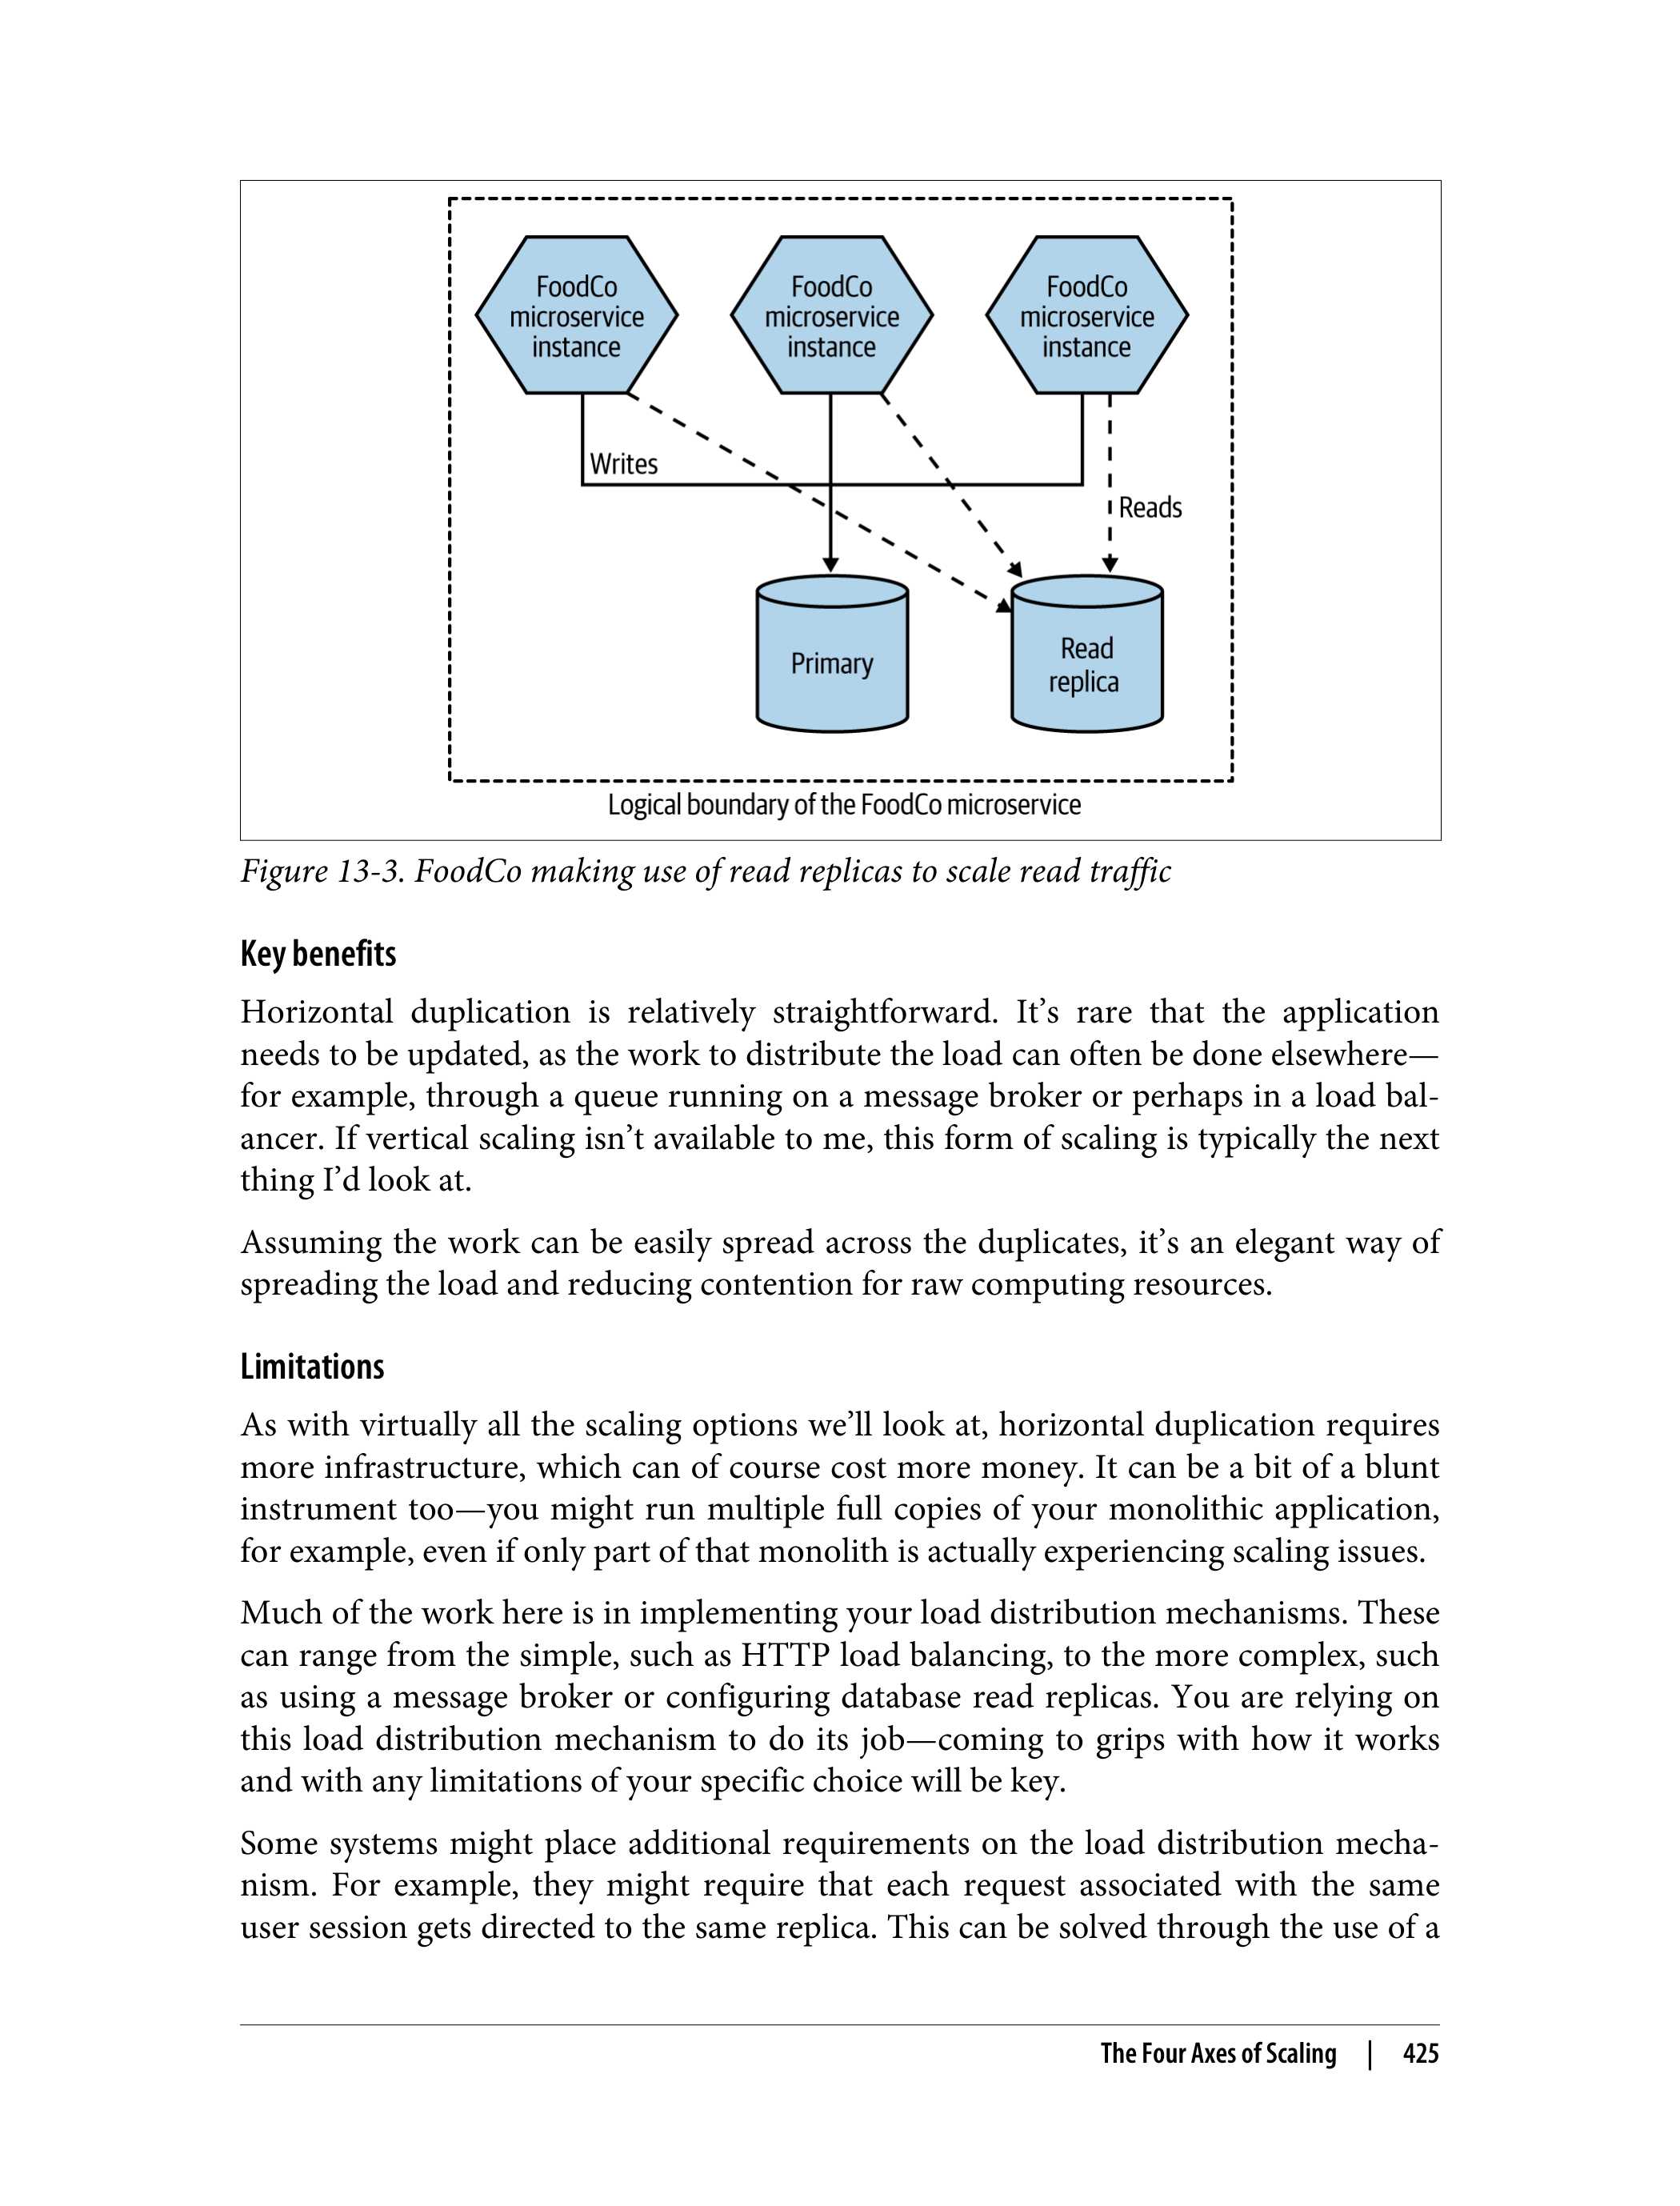 FoodCo
microservice
instance
FoodCo
microservice
instance
FoodCo
microservice
instance
Writes
Reads
Primary
Read
replica
Logical boundary of the FoodCo microservice
Figure 13-3. FoodCo making use of read replicas to scale read traffic
Key benefits
Horizontal duplication is relatively straightforward. It’s rare that the application
needs to be updated, as the work to distribute the load can often be done elsewhere—
for example, through a queue running on a message broker or perhaps in a load bal-
ancer. If vertical scaling isn’t available to me, this form of scaling is typically the next
thing I’d look at.
Assuming the work can be easily spread across the duplicates, it’s an elegant way of
spreading the load and reducing contention for raw computing resources.
Limitations
As with virtually all the scaling options we’ll look at, horizontal duplication requires
more infrastructure, which can of course cost more money. It can be a bit of a blunt
instrument too—you might run multiple full copies of your monolithic application,
for example, even if only part of that monolith is actually experiencing scaling issues.
Much of the work here is in implementing your load distribution mechanisms. These
can range from the simple, such as HTTP load balancing, to the more complex, such
as using a message broker or configuring database read replicas. You are relying on
this load distribution mechanism to do its job—coming to grips with how it works
and with any limitations of your specific choice will be key.
Some systems might place additional requirements on the load distribution mecha-
nism. For example, they might require that each request associated with the same
user session gets directed to the same replica. This can be solved through the use of a
The Four Axes of Scaling | 425